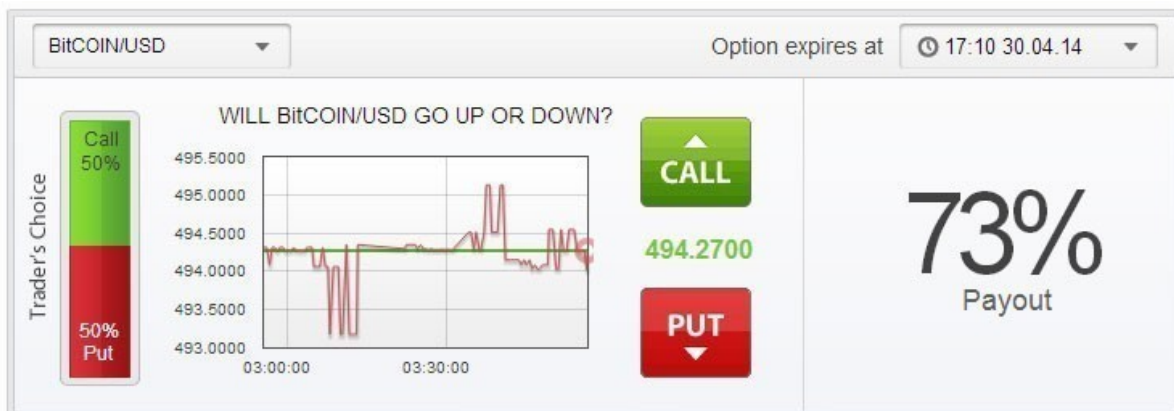 BitCOIN/USD
Option expires at
17:10 30.04.14
WILL BitCOIN/USD GO UP OR DOWN?
Trader's Choice
Call
50%
50%
Put
495.5000
495.0000
494.5000
494.0000
493.5000
493.0000
03:00:00
03:30:00
CALL
494.2700
PUT
73%
Payout